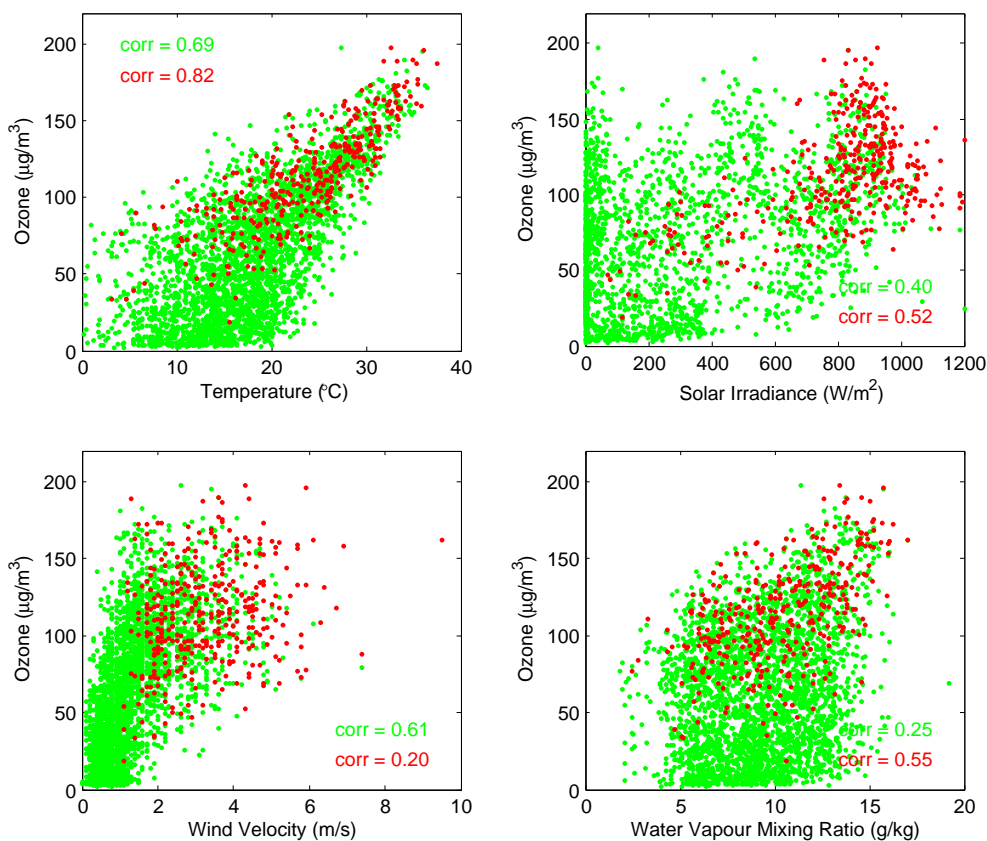 corr = 0.69
corr = 0.82
Ozone (µg/m³)
200
150
100
50
0
0 10 20 30 40
Temperature (°C)
corr = 0.40
corr = 0.52
Ozone (µg/m³)
200
150
100
50
0
0 200 400 600 800 1000 1200
Solar Irradiance (W/m²)
corr = 0.61
corr = 0.20
Ozone (µg/m³)
200
150
100
50
0
0 2 4 6 8 10
Wind Velocity (m/s)
corr = 0.25
corr = 0.55
Ozone (µg/m³)
200
150
100
50
0
0 5 10 15 20
Water Vapour Mixing Ratio (g/kg)